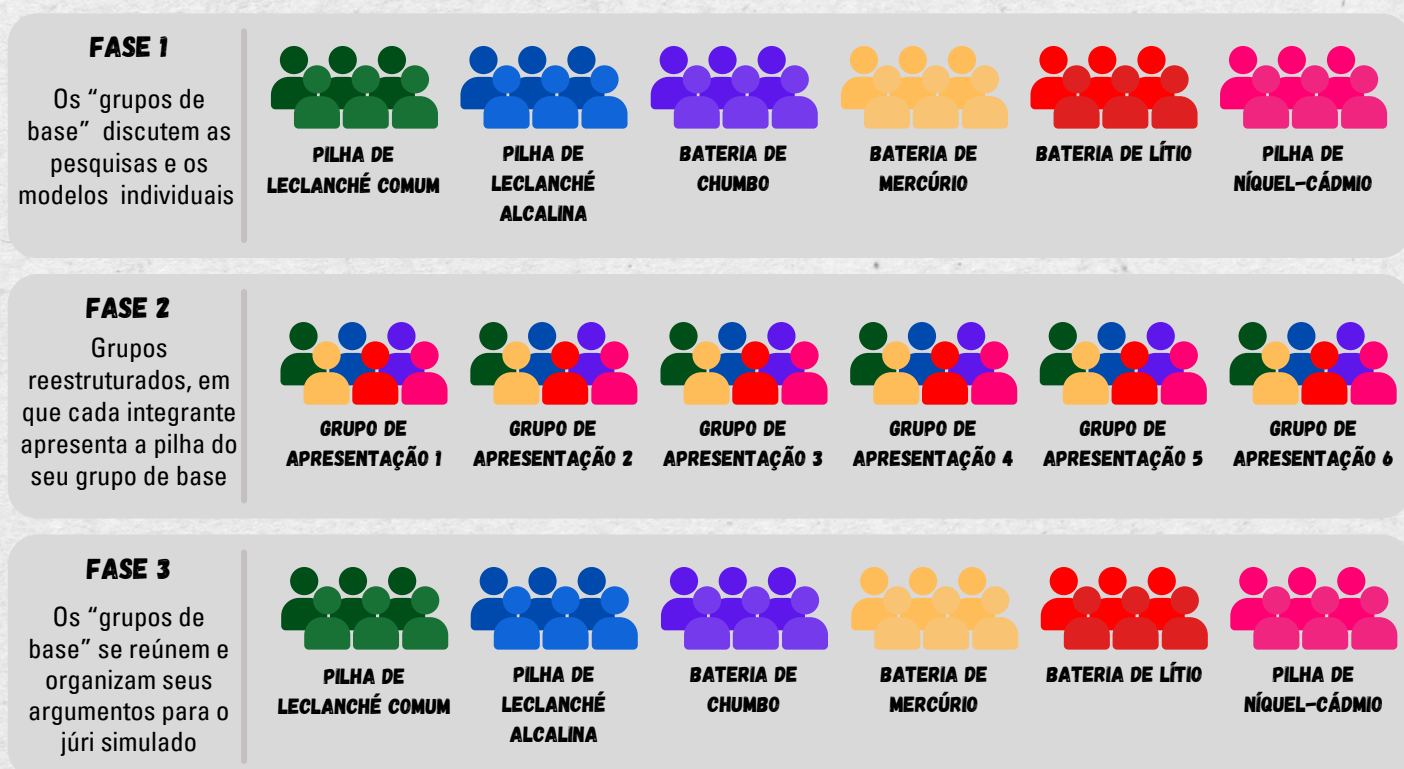 FASE 1
Os “grupos de
base” discutem as
pesquisas e os
modelos individuais
PILHA DE
LECLANCHÉ COMUM
PILHA DE
LECLANCHÉ
ALCALINA
BATERIA DE
CHUMBO
BATERIA DE
MERCÚRIO
BATERIA DE LÍTIO
PILHA DE
NÍQUEL-CÁDMIO
FASE 2
Grupos
reestruturados, em
que cada integrante
apresenta a pilha do
seu grupo de base
GRUPO DE
APRESENTAÇÃO 1
GRUPO DE
APRESENTAÇÃO 2
GRUPO DE
APRESENTAÇÃO 3
GRUPO DE
APRESENTAÇÃO 4
GRUPO DE
APRESENTAÇÃO 5
GRUPO DE
APRESENTAÇÃO 6
FASE 3
Os “grupos de
base” se reúnem e
organizam seus
argumentos para o
júri simulado
PILHA DE
LECLANCHÉ COMUM
PILHA DE
LECLANCHÉ
ALCALINA
BATERIA DE
CHUMBO
BATERIA DE
MERCÚRIO
BATERIA DE LÍTIO
PILHA DE
NÍQUEL-CÁDMIO